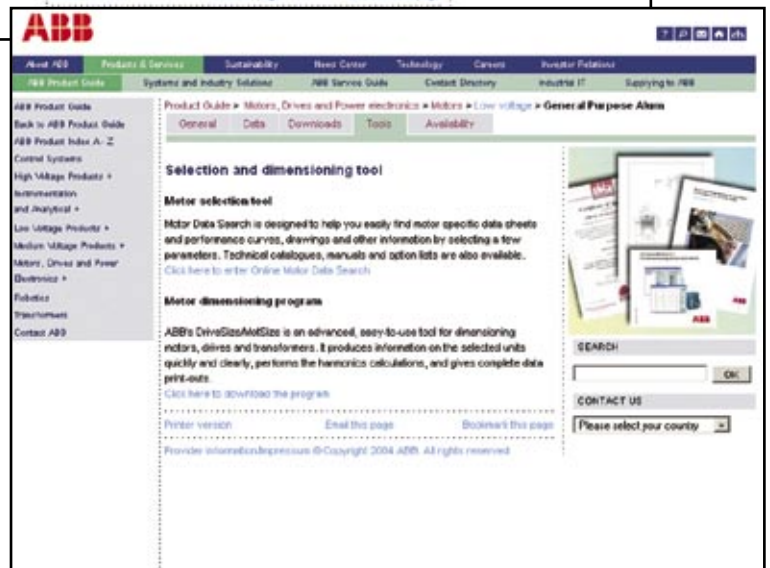 ABB
About ABB Products & Services Sustainability News Center Technology Careers Investor Relations
ABB Product Guide Systems and Industry Solutions ABB Service Guide Contact Directory Industrial IT Supplying to ABB
ABB Product Guide
Back to ABB Product Guide
ABB Product Index A - Z
Control Systems
High Voltage Products
Instrumentation
and Analytical
Low Voltage Products
Medium Voltage Products
Motors, Drives and Power
Electronics
Robotics
Transformers
Contact ABB
Product Guide » Motors, Drives and Power electronics » Motors » Low voltage » General Purpose Alum
General Data Downloads Tools Availability
Selection and dimensioning tool
Motor selection tool
Motor Data Search is designed to help you easily find motor specific data sheets
and performance curves, drawings and other information by selecting a few
parameters. Technical catalogues, manuals and option lists are also available.
Click here to enter Online Motor Data Search
Motor dimensioning program
ABB's DriveSize/MotSize is an advanced, easy-to-use tool for dimensioning
motors, drives and transformers. It produces information on the selected units
quickly and clearly, performs the harmonics calculations, and gives complete data
print-outs.
Click here to download the program
Printer version Email this page Bookmark this page
Provider information/Impressum © Copyright 2004 ABB. All rights reserved
ABB
SEARCH
OK
CONTACT US
Please select your country